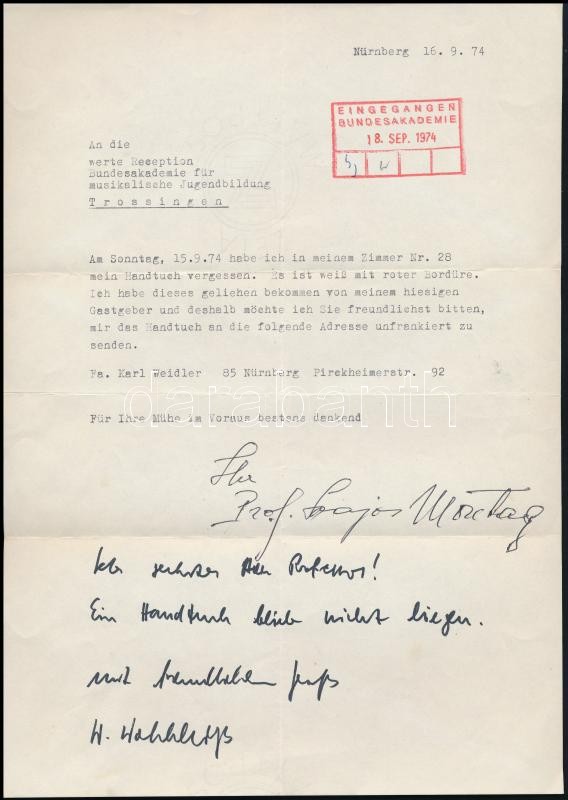 Nürnberg 16. 9. 74
EINGEGANGEN
BUNDESAKADEMIE
18. SEP. 1974
An die
werte Reception
Bundesakademie für
musikalische Jugendbildung
Trossingen
Am Sonntag, 15.9.74 habe ich in meinem Zimmer Nr. 28
mein Handtuch vergessen. Es ist weiß mit roter Bordüre.
Ich habe dieses geliehen bekommen von meinem hiesigen
Gastgeber und deshalb möchte ich Sie freundlichst bitten,
mir das Handtuch an die folgende Adresse unfrankiert zu
senden.
Fa. Karl Weidler 85 Nürnberg Pirckheimerstr. 92
darabanth
Für Ihre Mühe im Voraus bestens dankend
Ihr
Prof. Lajos Montag
Sehr verehrter Herr Professor!
Ein Handtuch blieb nicht liegen.
mit freundlichem Gruß
W.